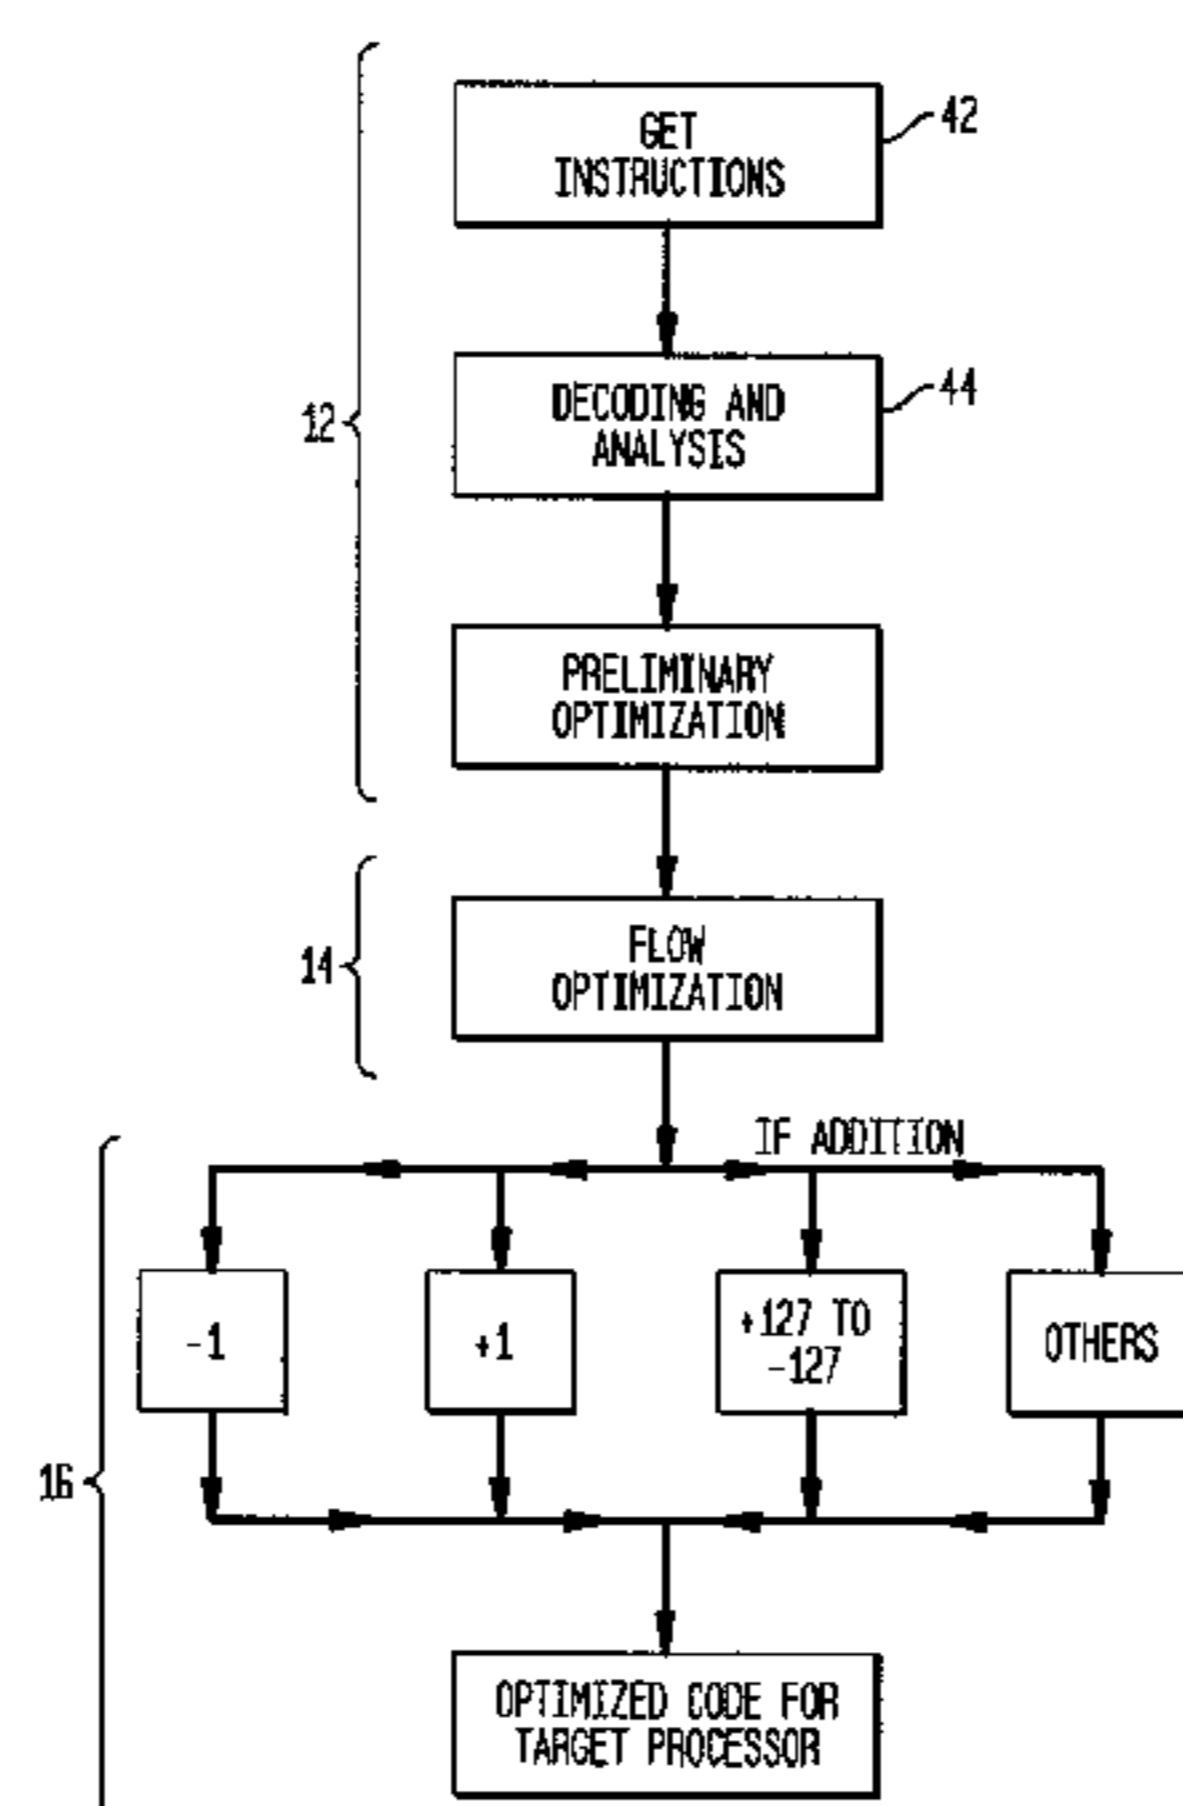 GET
INSTRUCTIONS
42
DECODING AND
ANALYSIS
44
12
PRELIMINARY
OPTIMIZATION
14
FLOW
OPTIMIZATION
IF ADDITION
-1
+1
+127 TO
-127
OTHERS
16
OPTIMIZED CODE FOR
TARGET PROCESSOR